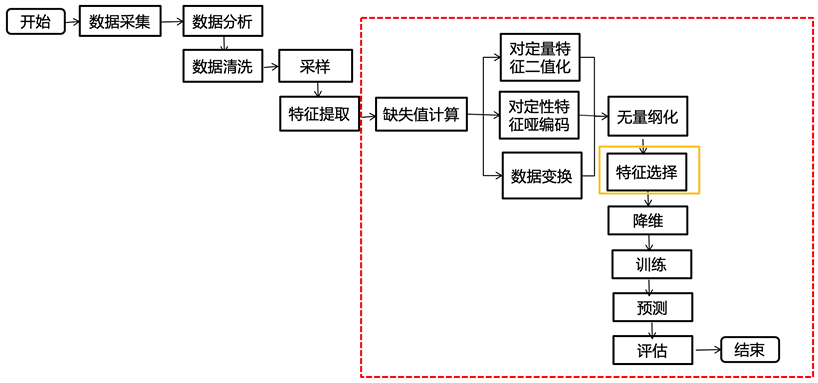 开始
数据采集
数据分析
数据清洗
采样
特征提取
缺失值计算
对定量特
征二值化
对定性特
征哑编码
数据变换
无量纲化
特征选择
降维
训练
预测
评估
结束